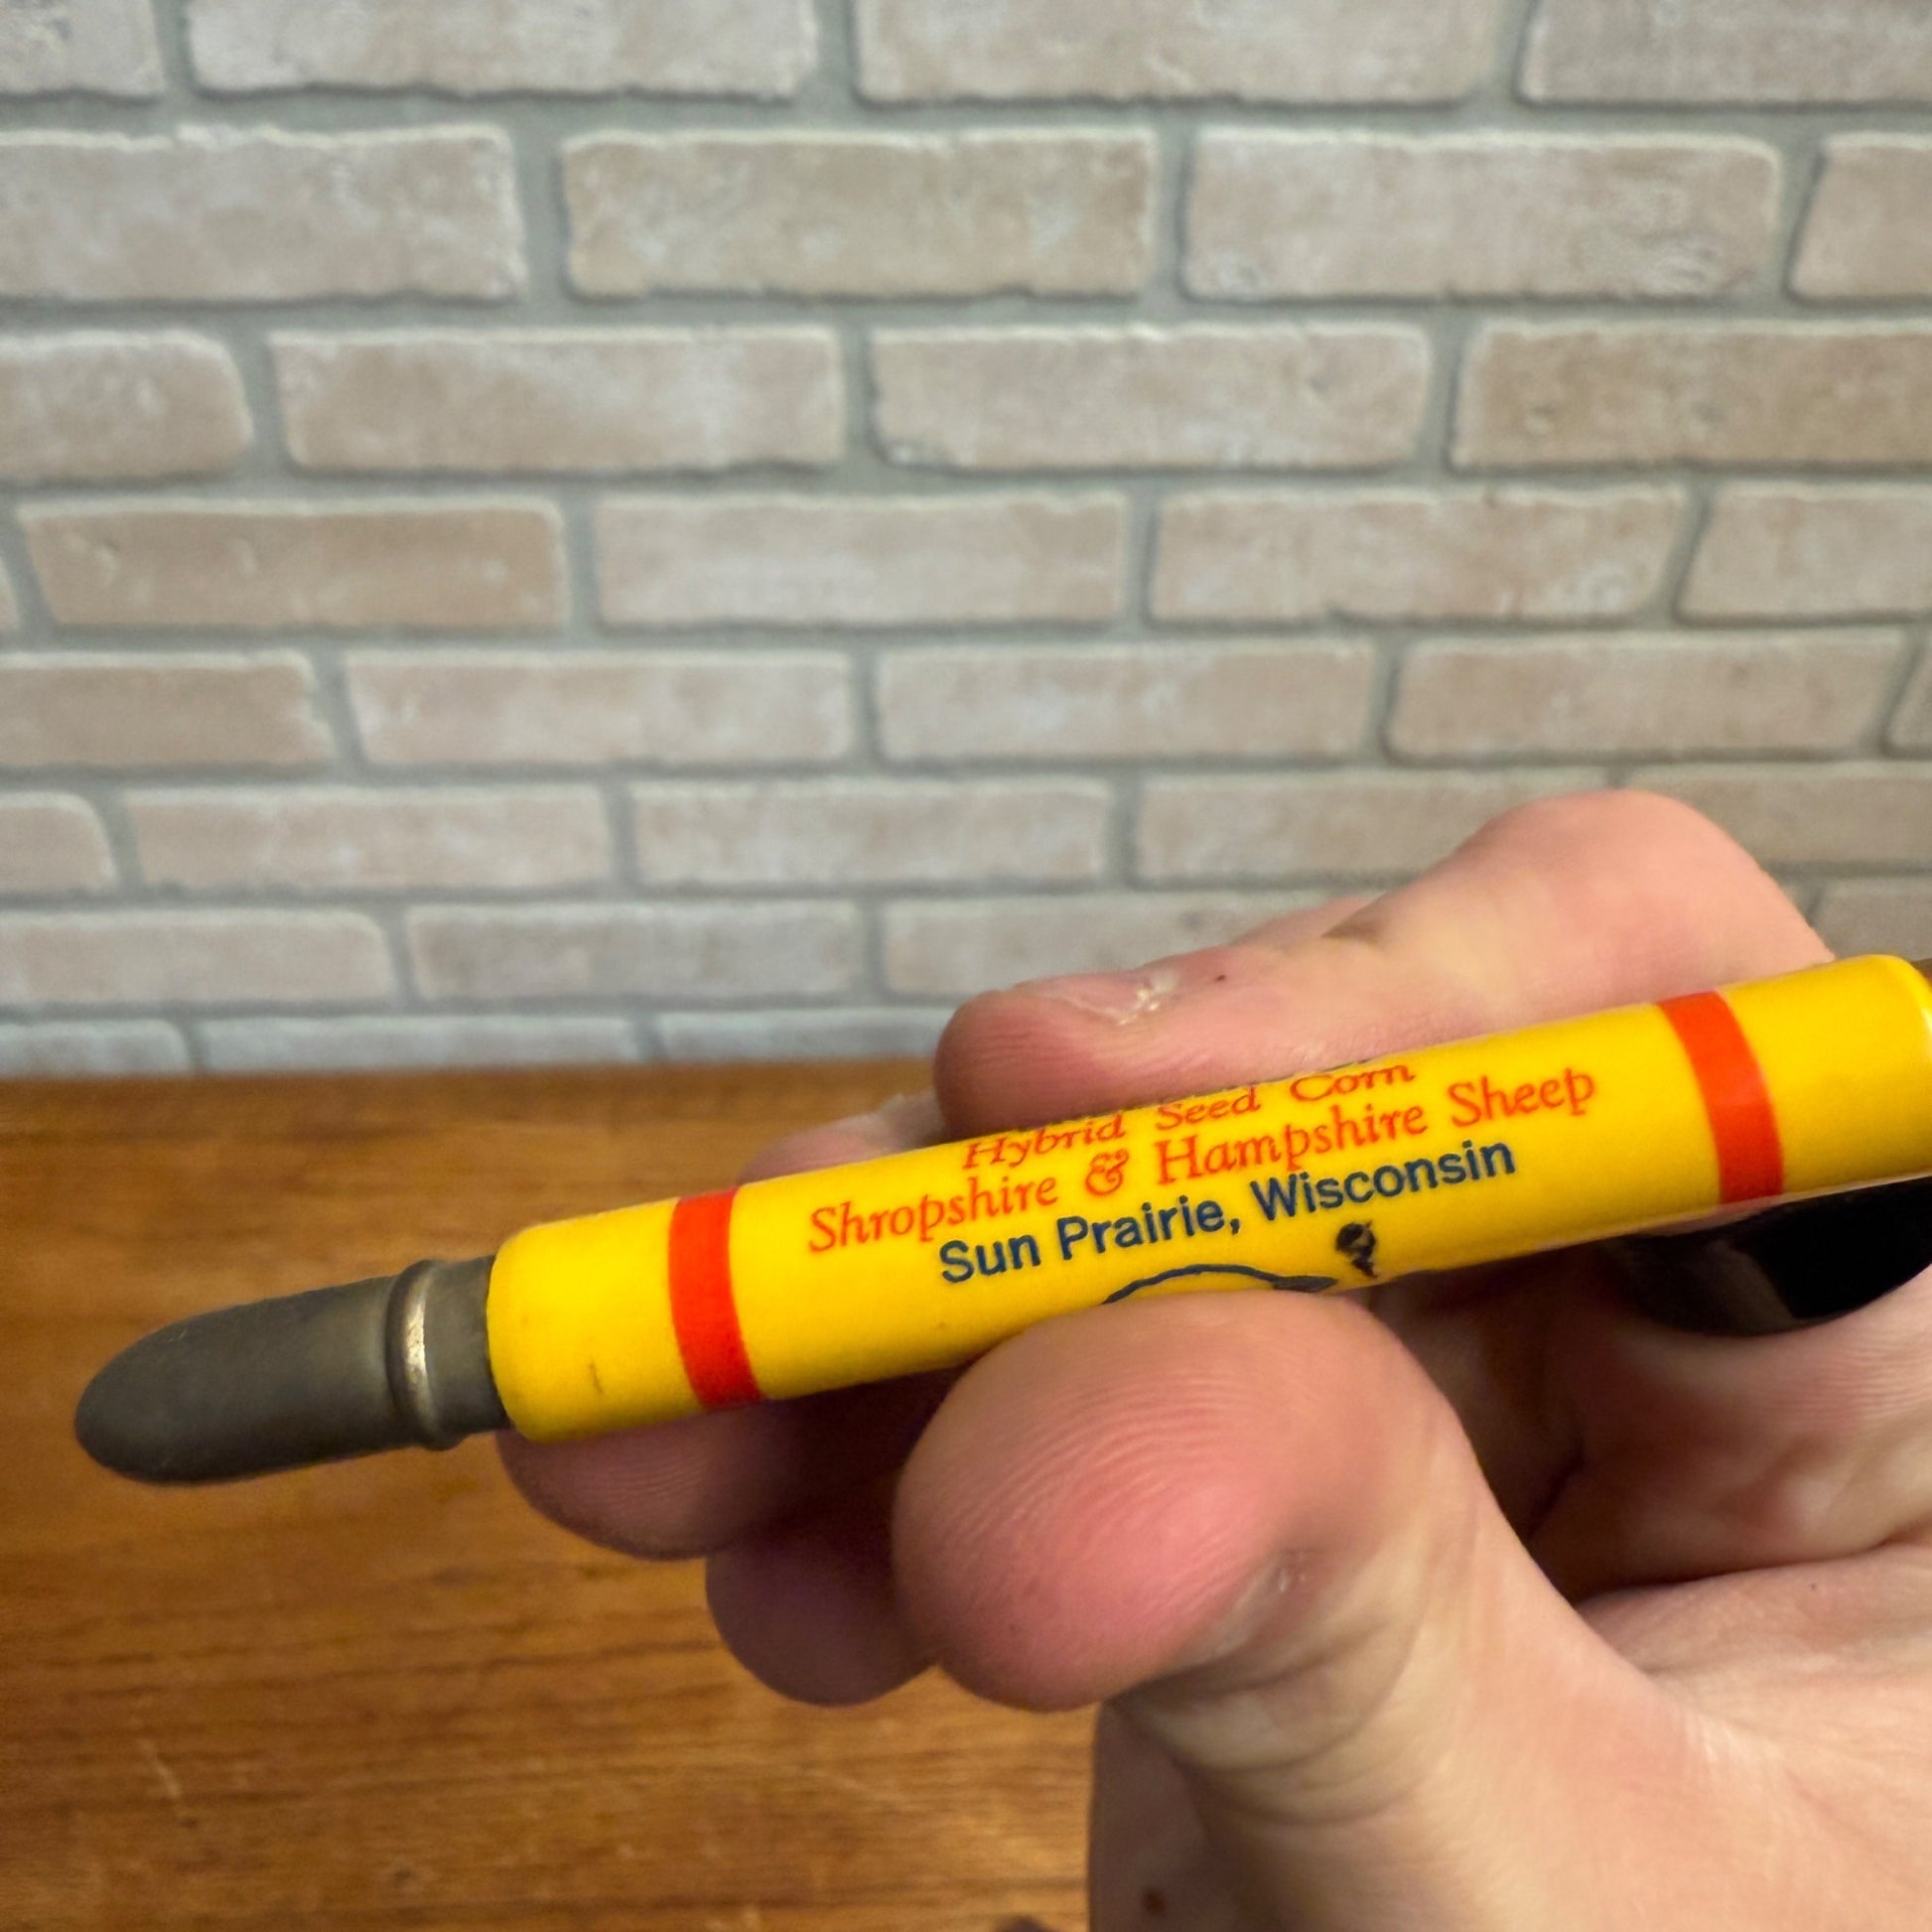 Hybrid Seed Corn
Shropshire & Hampshire Sheep
Sun Prairie, Wisconsin